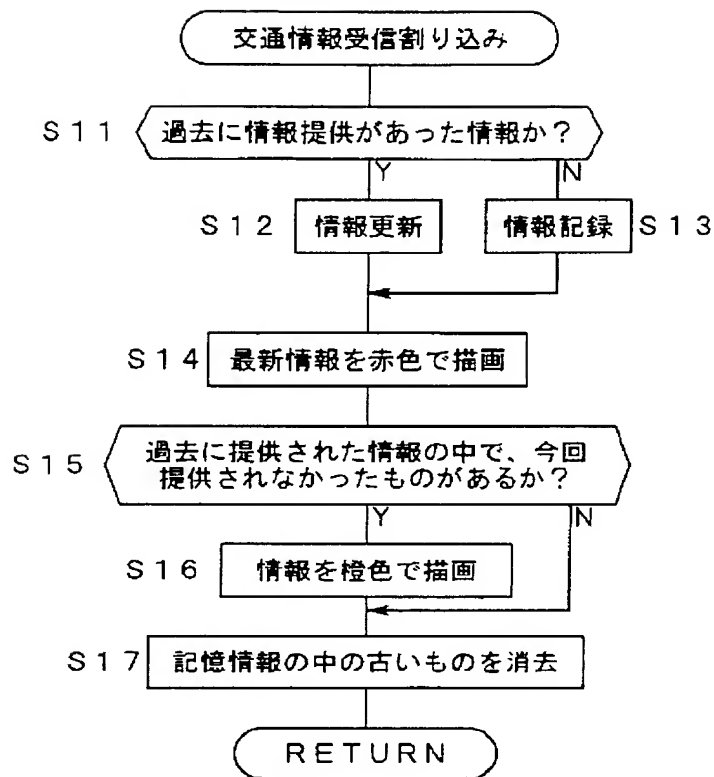 交通情報受信割り込み
S11 過去に情報提供があった情報か？
Y N
S12 情報更新 情報記録 S13
S14 最新情報を赤色で描画
S15 過去に提供された情報の中で、今回
提供されなかったものがあるか？
Y N
S16 情報を橙色で描画
S17 記憶情報の中の古いものを消去
RETURN